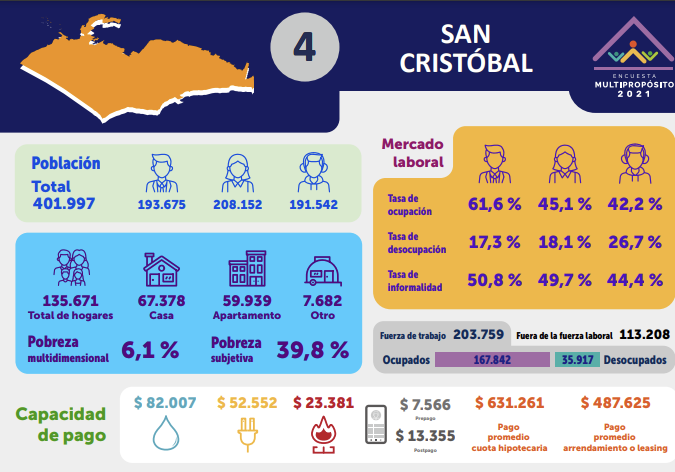 4
SAN
CRISTÓBAL
ENCUESTA
MULTIPROPÓSITO
2021
Población
Total
401.997
193.675
208.152
191.542
Mercado
laboral
Tasa de
ocupación
61,6 %
45,1 %
42,2 %
Tasa de
desocupación
17,3 %
18,1 %
26,7 %
Tasa de
informalidad
50,8 %
49,7 %
44,4 %
135.671
Total de hogares
67.378
Casa
59.939
Apartamento
7.682
Otro
Pobreza
multidimensional
6,1 %
Pobreza
subjetiva
39,8 %
Fuerza de trabajo 203.759
Fuera de la fuerza laboral 113.208
Ocupados 167.842 35.917 Desocupados
Capacidad
de pago
$ 82.007
$ 52.552
$ 23.381
$ 7.566
Prepago
$ 13.355
Postpago
$ 631.261
Pago
promedio
cuota hipotecaria
$ 487.625
Pago
promedio
arrendamiento o leasing